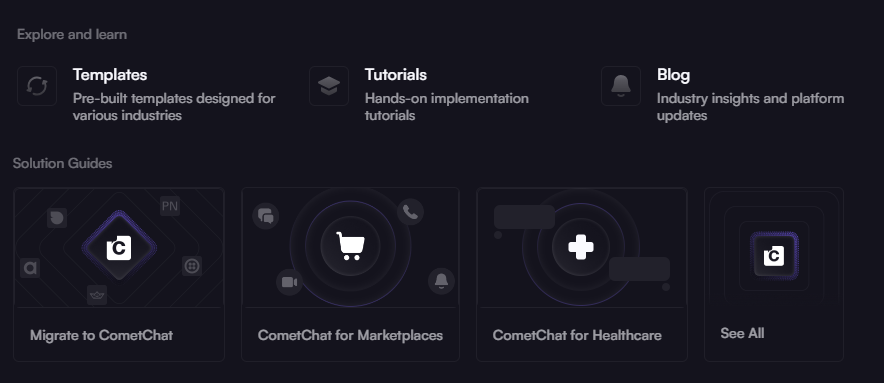 Explore and learn
Templates
Pre-built templates designed for
various industries
Tutorials
Hands-on implementation
tutorials
Blog
Industry insights and platform
updates
Solution Guides
PN
C
Migrate to CometChat
CometChat for Marketplaces
CometChat for Healthcare
C
See All